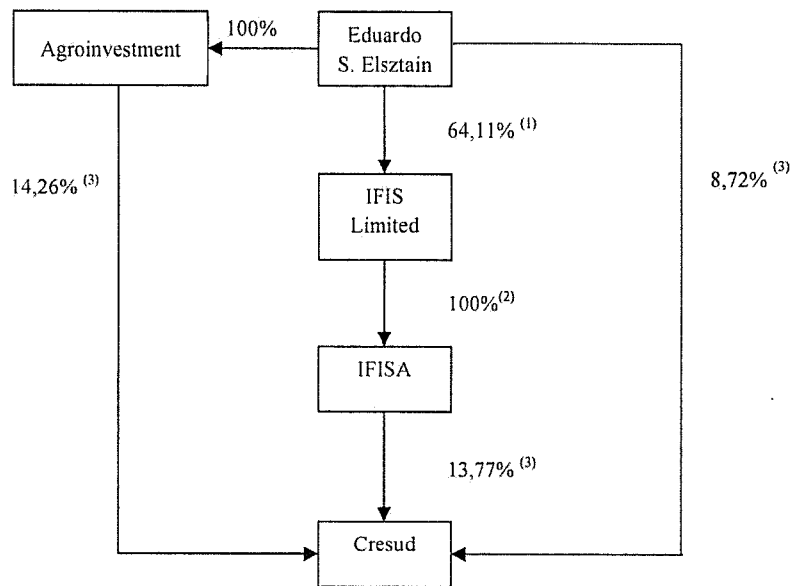 Agroinvestment
100%
Eduardo
S. Elsztain
64,11% (1)
14,26% (3)
8,72% (3)
IFIS
Limited
100%(2)
IFISA
13,77% (3)
Cresud